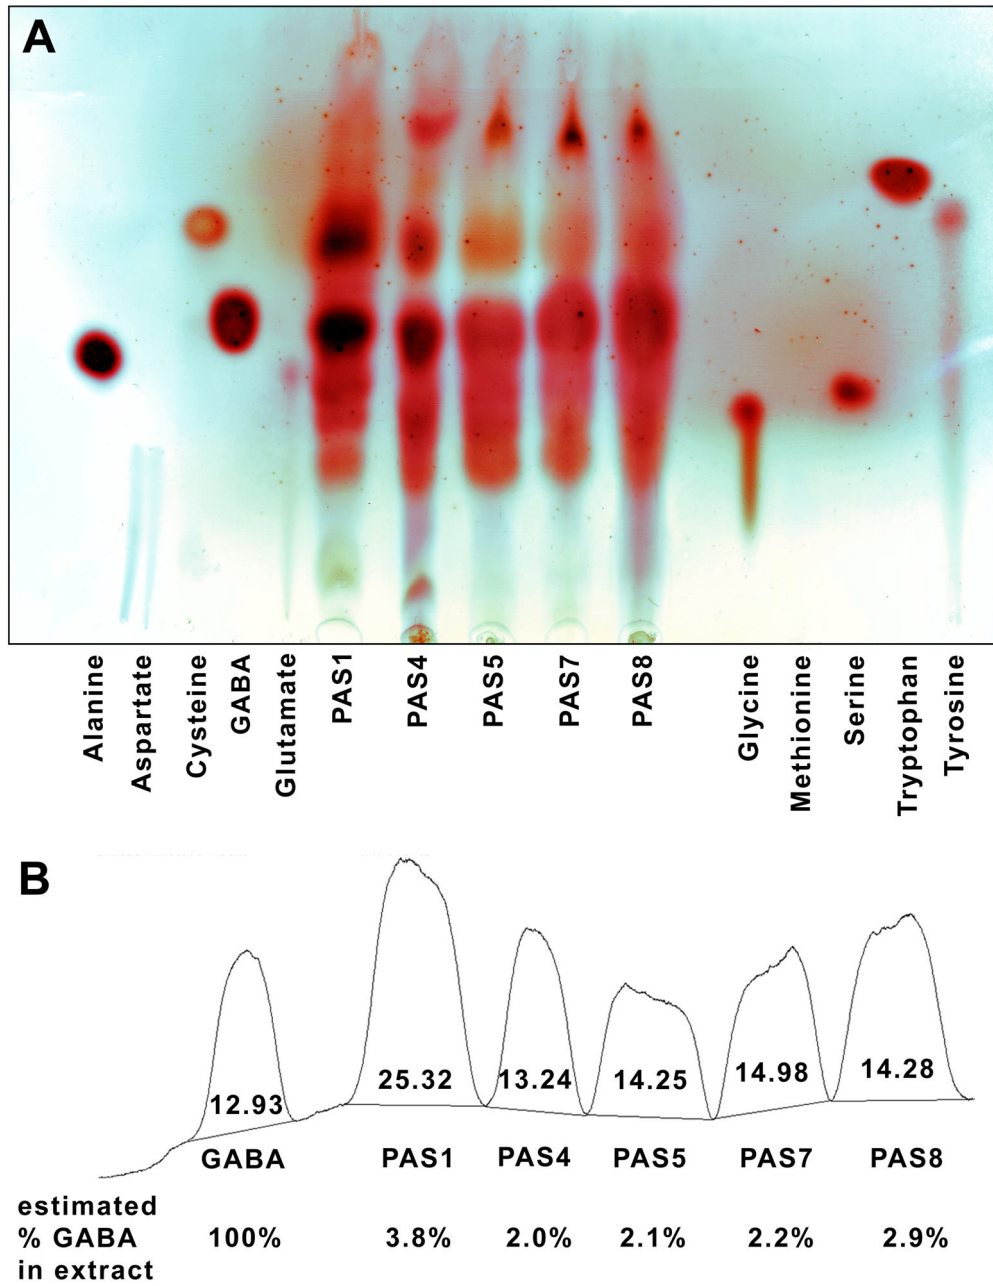 A
Alanine
Aspartate
Cysteine
GABA
Glutamate
PAS1
PAS4
PAS5
PAS7
PAS8
Glycine
Methionine
Serine
Tryptophan
Tyrosine
B
12.93 25.32 13.24 14.25 14.98 14.28
GABA PAS1 PAS4 PAS5 PAS7 PAS8
estimated
% GABA 100% 3.8% 2.0% 2.1% 2.2% 2.9%
in extract